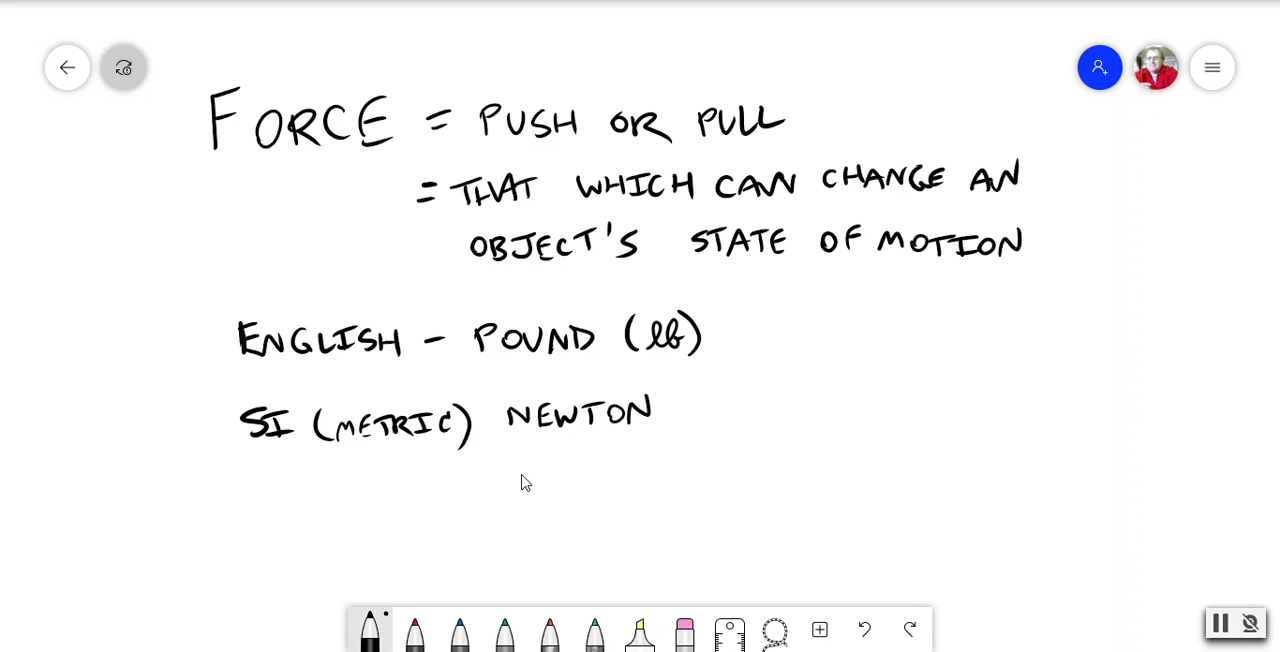 FORCE = PUSH OR PULL
= THAT WHICH CAN CHANGE AN
OBJECT'S STATE OF MOTION
ENGLISH - POUND (lb)
SI (METRIC) NEWTON